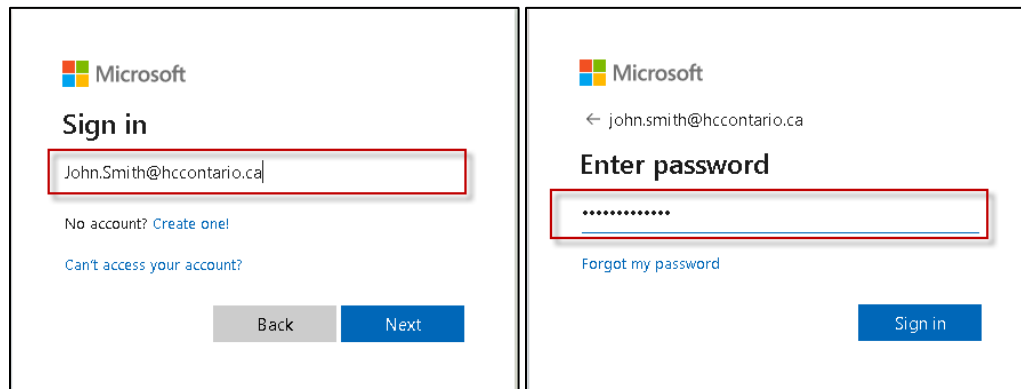 Microsoft
Sign in
John.Smith@hccontario.ca
No account? Create one!
Can't access your account?
Back
Next
Microsoft
← john.smith@hccontario.ca
Enter password
•••••••••••••
Forgot my password
Sign in